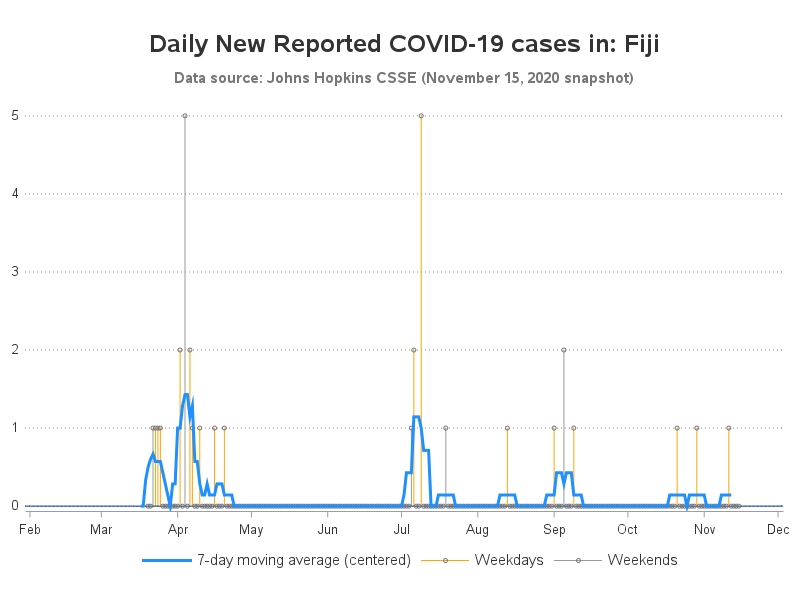 Daily New Reported COVID-19 cases in: Fiji
Data source: Johns Hopkins CSSE (November 15, 2020 snapshot)
5
4
3
2
1
0
Feb Mar Apr May Jun Jul Aug Sep Oct Nov Dec
7-day moving average (centered) Weekdays Weekends